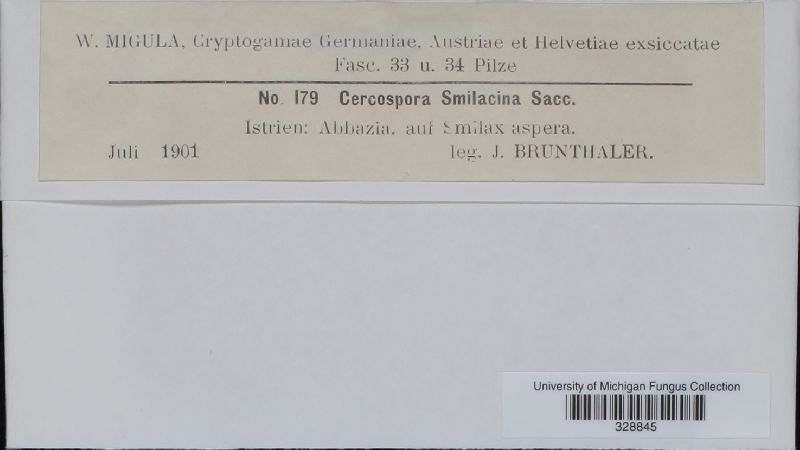 W. MIGULA, Cryptogamae Germaniae, Austriae et Helvetiae exsiccatae
Fasc. 33 u. 34 Pilze
No. 179 Cercospora Smilacina Sacc.
Istrien: Abbazia, auf Smilax aspera.
Juli 1901 leg. J. BRUNTHALER.
University of Michigan Fungus Collection
328845